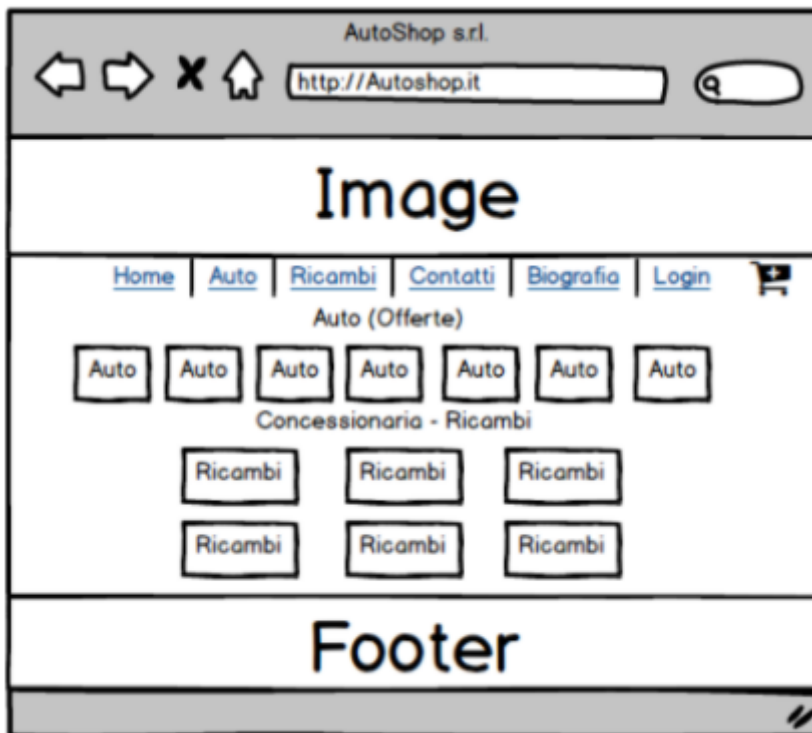 AutoShop s.r.l.
http://Autoshop.it
Image
Home Auto Ricambi Contatti Biografia Login
Auto (Offerte)
Auto Auto Auto Auto Auto Auto Auto
Concessionaria - Ricambi
Ricambi Ricambi Ricambi
Ricambi Ricambi Ricambi
Footer